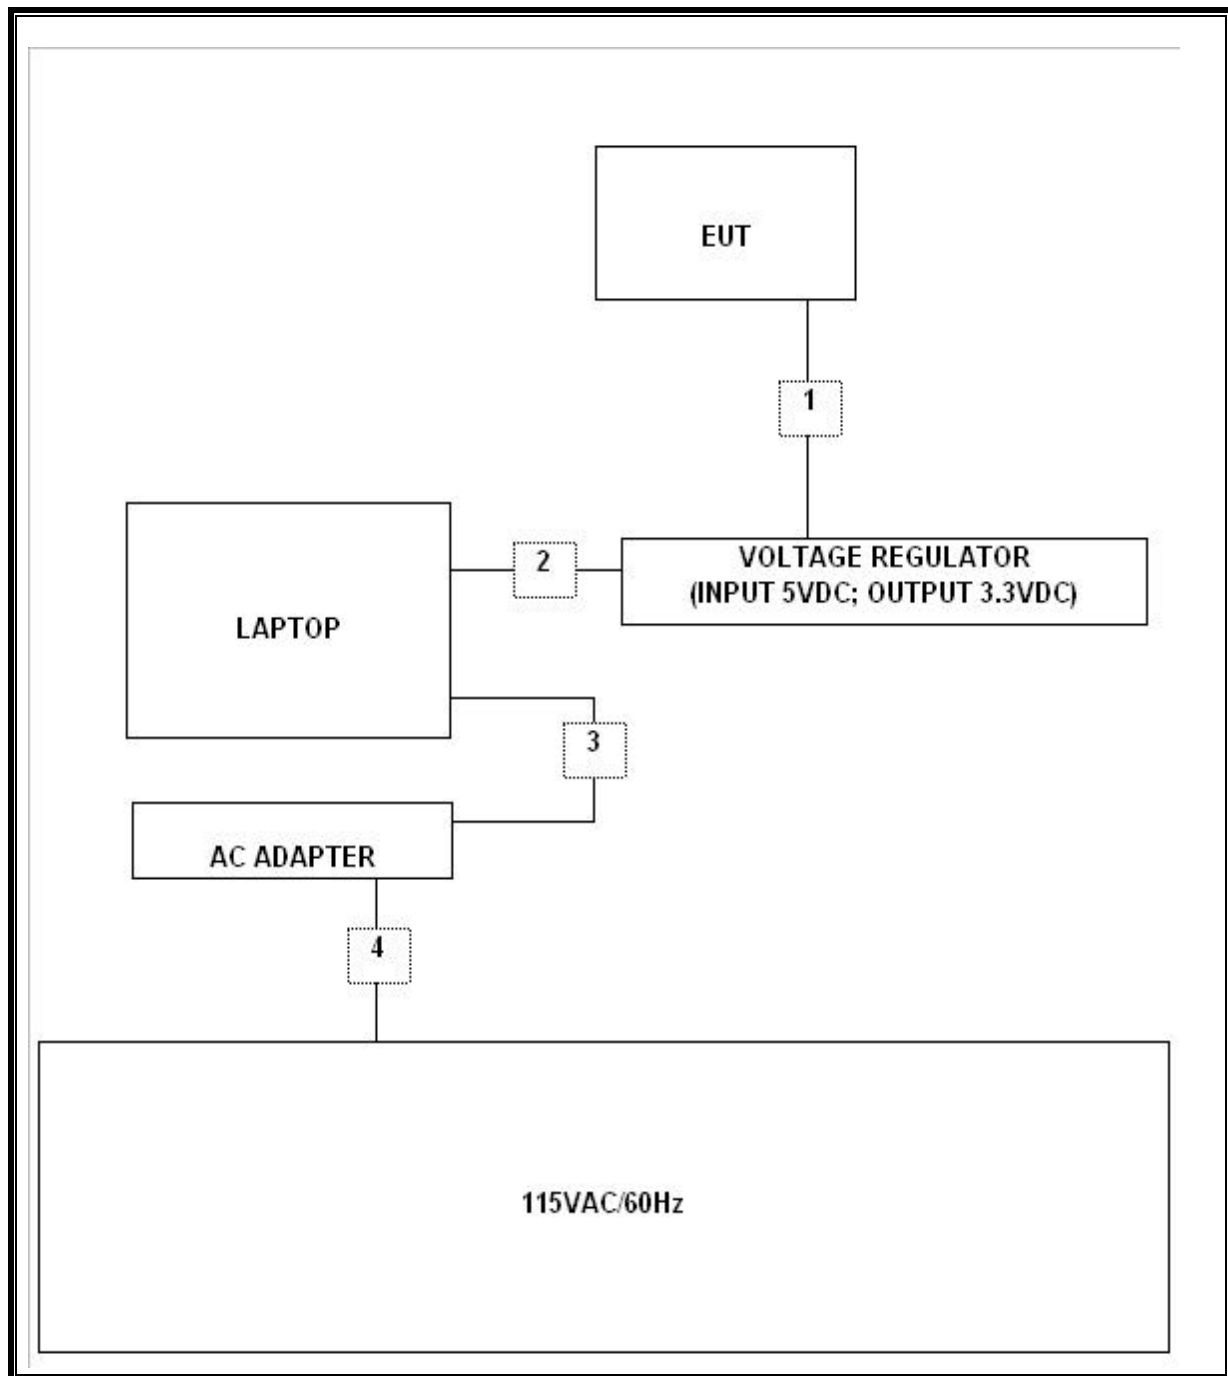 EUT
1
2
VOLTAGE REGULATOR
(INPUT 5VDC; OUTPUT 3.3VDC)
LAPTOP
3
AC ADAPTER
4
115VAC/60Hz